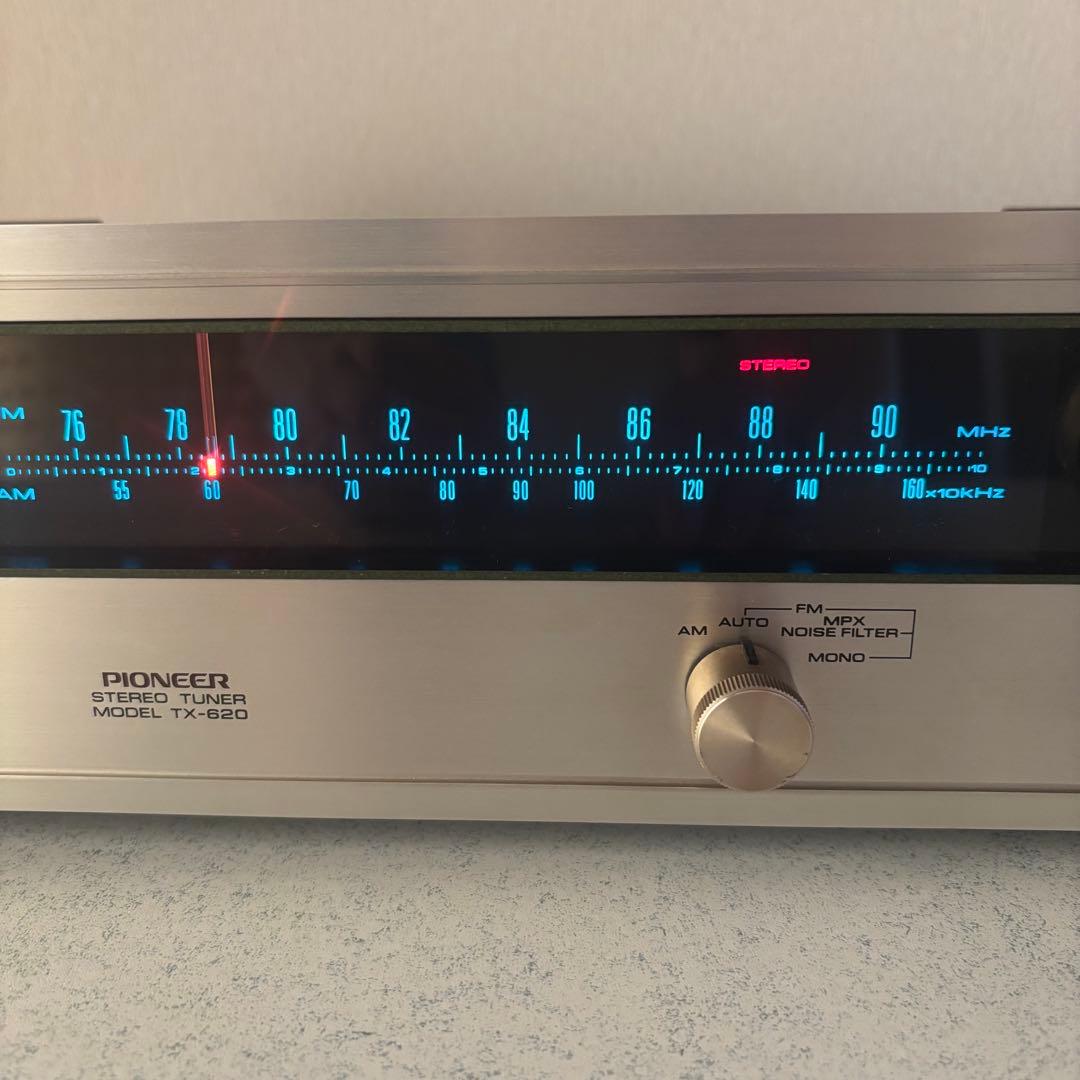 STEREO
M 76 78 80 82 84 86 88 90 MHz
0 1 2 3 4 5 6 7 8 9 10
AM 55 60 70 80 90 100 120 140 160 x10kHz
FM
AM AUTO MPX
NOISE FILTER
MONO
PIONEER
STEREO TUNER
MODEL TX-620